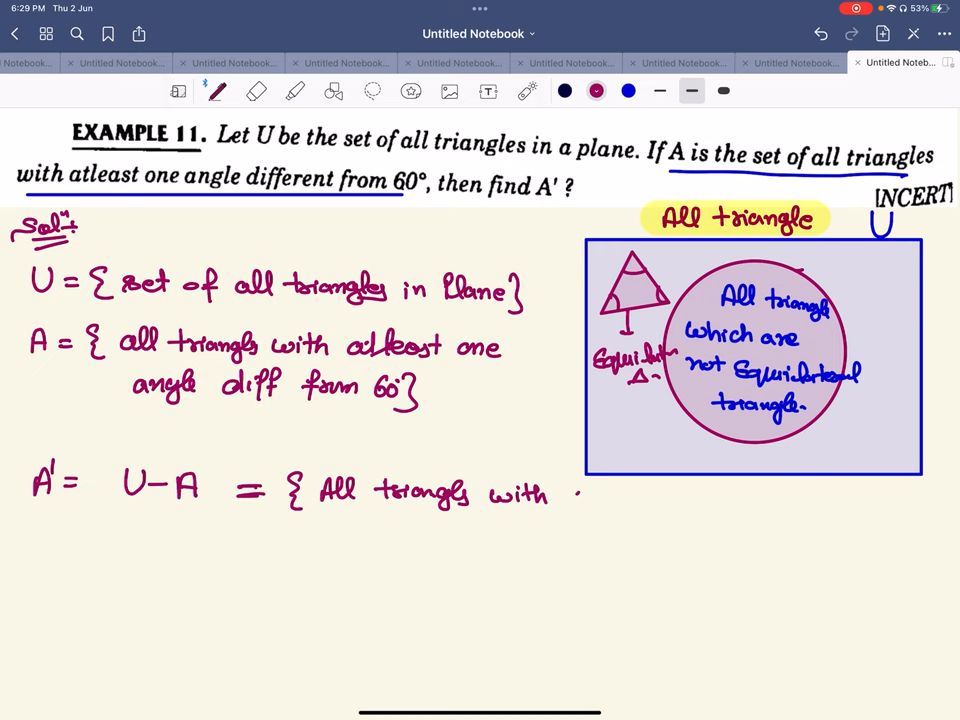 6:29 PM Thu 2 Jun
53%
Untitled Notebook
Notebook... Untitled Notebook... Untitled Notebook... Untitled Notebook... Untitled Notebook... Untitled Notebook... Untitled Notebook... Untitled Notebook... Untitled Noteb...
EXAMPLE 11. Let U be the set of all triangles in a plane. If A is the set of all triangles
with atleast one angle different from 60°, then find A' ?
[NCERT]
Solⁿ:
All triangle
U
U = { set of all triangles in Plane}
A = { all triangls with atleast one
angle diff from 60°}
All triangl
which are
not Equilateral
triangle.
Δ
A' = U - A = { All triangls with